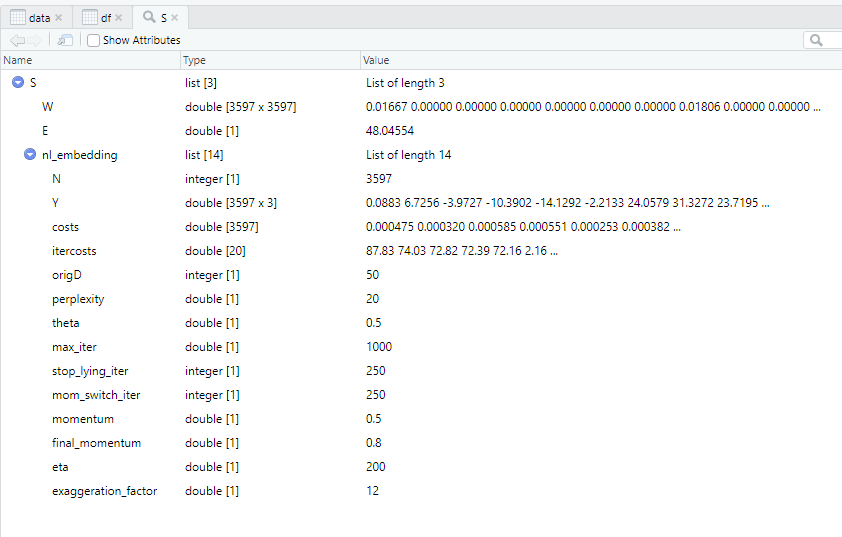 data df S
Show Attributes
Name Type Value
S list [3] List of length 3
W double [3597 x 3597] 0.01667 0.00000 0.00000 0.00000 0.00000 0.00000 0.00000 0.01806 0.00000 0.00000 ...
E double [1] 48.04554
nl_embedding list [14] List of length 14
N integer [1] 3597
Y double [3597 x 3] 0.0883 6.7256 -3.9727 -10.3902 -14.1292 -2.2133 24.0579 31.3272 23.7195 ...
costs double [3597] 0.000475 0.000320 0.000585 0.000551 0.000253 0.000382 ...
itercosts double [20] 87.83 74.03 72.82 72.39 72.16 2.16 ...
origD integer [1] 50
perplexity double [1] 20
theta double [1] 0.5
max_iter double [1] 1000
stop_lying_iter integer [1] 250
mom_switch_iter integer [1] 250
momentum double [1] 0.5
final_momentum double [1] 0.8
eta double [1] 200
exaggeration_factor double [1] 12